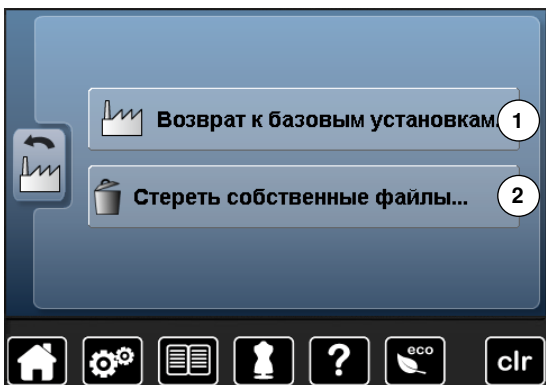 Возврат к базовым установкам.
1
Стереть собственные файлы...
2
?
eco
clr